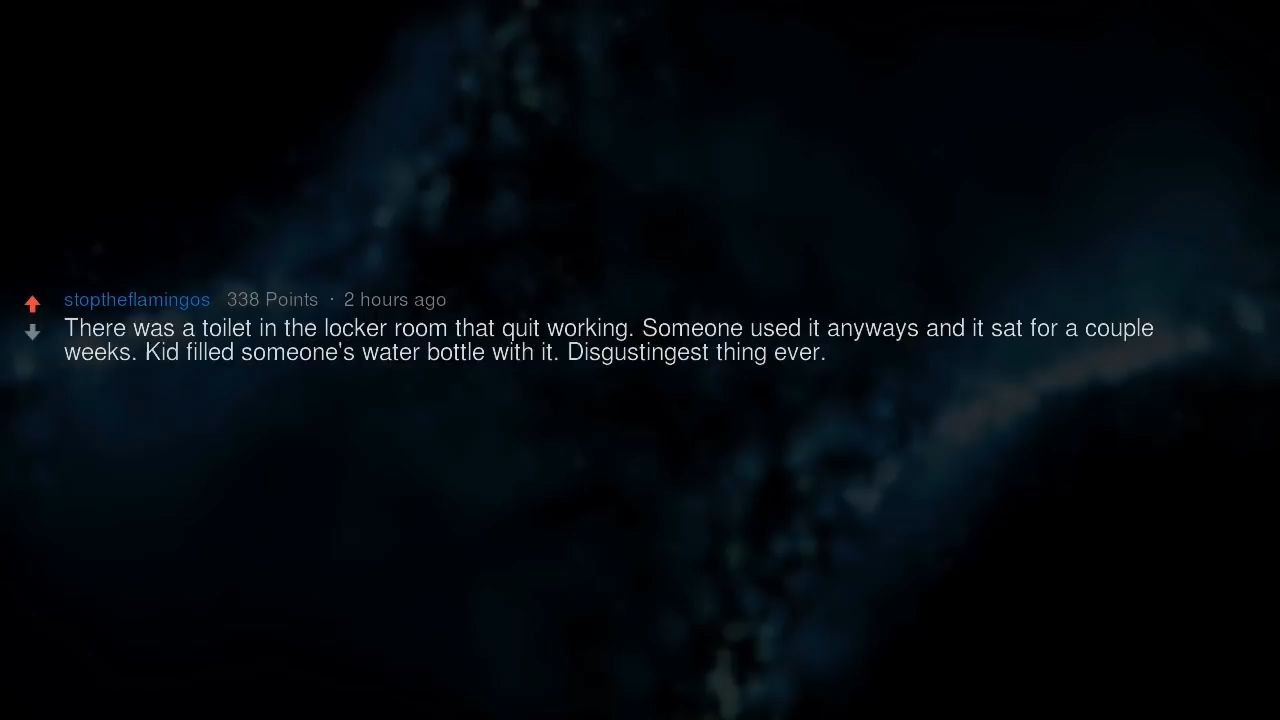 stoptheflamingos 338 Points · 2 hours ago
There was a toilet in the locker room that quit working. Someone used it anyways and it sat for a couple
weeks. Kid filled someone's water bottle with it. Disgustingest thing ever.